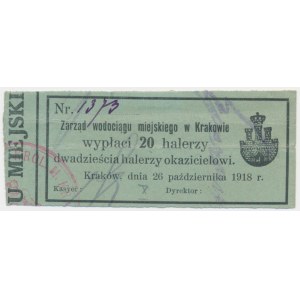 U MIEJSKI
Nr. 1373
Zarząd wodociągu miejskiego w Krakowie
wypłaci 20 halerzy
dwadzieścia halerzy okazicielowi.
Kraków, dnia 26 października 1918 r.
Kasjer: Dyrektor: